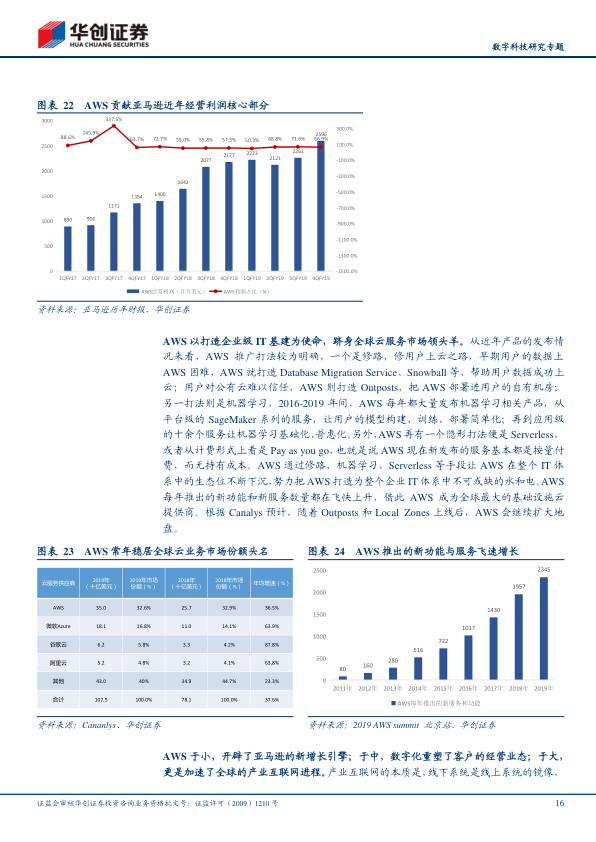 华创证券
HUA CHUANG SECURITIES
数字科技研究专题
图表 22 AWS 贡献亚马逊近年经营利润核心部分
3000
2500
2000
1500
1000
500
0
300.0%
100.0%
-100.0%
-300.0%
-500.0%
-700.0%
-900.0%
-1100.0%
-1300.0%
-1500.0%
88.6% 145.9% 337.5% 63.7% 72.7% 55.0% 55.8% 57.5% 50.3% 68.8% 71.6% 66.9%
890 916 1171 1354 1400 1642 2077 2177 2223 2121 2261 2596
1QFY17 2QFY17 3QFY17 4QFY17 1QFY18 2QFY18 3QFY18 4QFY18 1QFY19 2QFY19 3QFY19 4QFY19
AWS经营利润（百万美元） AWS利润占比（%）
资料来源：亚马逊历年财报、华创证券
AWS 以打造企业级 IT 基建为使命，跻身全球云服务市场领头羊。从近年产品的发布情
况来看，AWS 推广打法较为明确，一个是修路，修用户上云之路，早期用户的数据上
AWS 困难，AWS 就打造 Database Migration Service、Snowball 等，帮助用户数据成功上
云；用户对公有云难以信任，AWS 则打造 Outposts，把 AWS 部署进用户的自有机房；
另一打法则是机器学习，2016-2019 年间，AWS 每年都大量发布机器学习相关产品，从
平台级的 SageMaker 系列的服务，让用户的模型构建、训练、部署简单化；再到应用级
的十余个服务让机器学习基础化、普惠化。另外，AWS 再有一个隐形打法便是 Serverless，
或者从计费形式上看是 Pay as you go，也就是说 AWS 现在新发布的服务基本都是按量付
费，而无持有成本。AWS 通过修路、机器学习、Serverless 等手段让 AWS 在整个 IT 体
系中的生态位不断下沉，努力把 AWS 打造为整个企业 IT 体系中不可或缺的水和电。AWS
每年推出的新功能和新服务数量都在飞快上升，借此 AWS 成为全球最大的基础设施云
提供商。根据 Canalys 预计，随着 Outposts 和 Local Zones 上线后，AWS 会继续扩大地
盘。
图表 23 AWS 常年稳居全球云业务市场份额头名
云服务供应商 2019年（十亿美元） 2019年市场份额（%） 2018年（十亿美元） 2018年市场份额（%） 年均增速（%）
AWS 35.0 32.6% 25.7 32.9% 36.5%
微软Azure 18.1 16.8% 11.0 14.1% 63.9%
谷歌云 6.2 5.8% 3.3 4.2% 87.8%
阿里云 5.2 4.8% 3.2 4.1% 63.8%
其他 43.0 40% 34.9 44.7% 23.3%
合计 107.5 100.0% 78.1 100.0% 37.6%
资料来源：Cananlys、华创证券
图表 24 AWS 推出的新功能与服务飞速增长
2500
2000
1500
1000
500
0
80 160 280 516 722 1017 1430 1957 2345
2011年 2012年 2013年 2014年 2015年 2016年 2017年 2018年 2019年
AWS每年推出的新服务和功能
资料来源：2019 AWS summit 北京站、华创证券
AWS 于小，开辟了亚马逊的新增长引擎；于中，数字化重塑了客户的经营业态；于大，
更是加速了全球的产业互联网进程。产业互联网的本质是，线下系统是线上系统的镜像，
证监会审核华创证券投资咨询业务资格批文号：证监许可（2009）1210 号
16